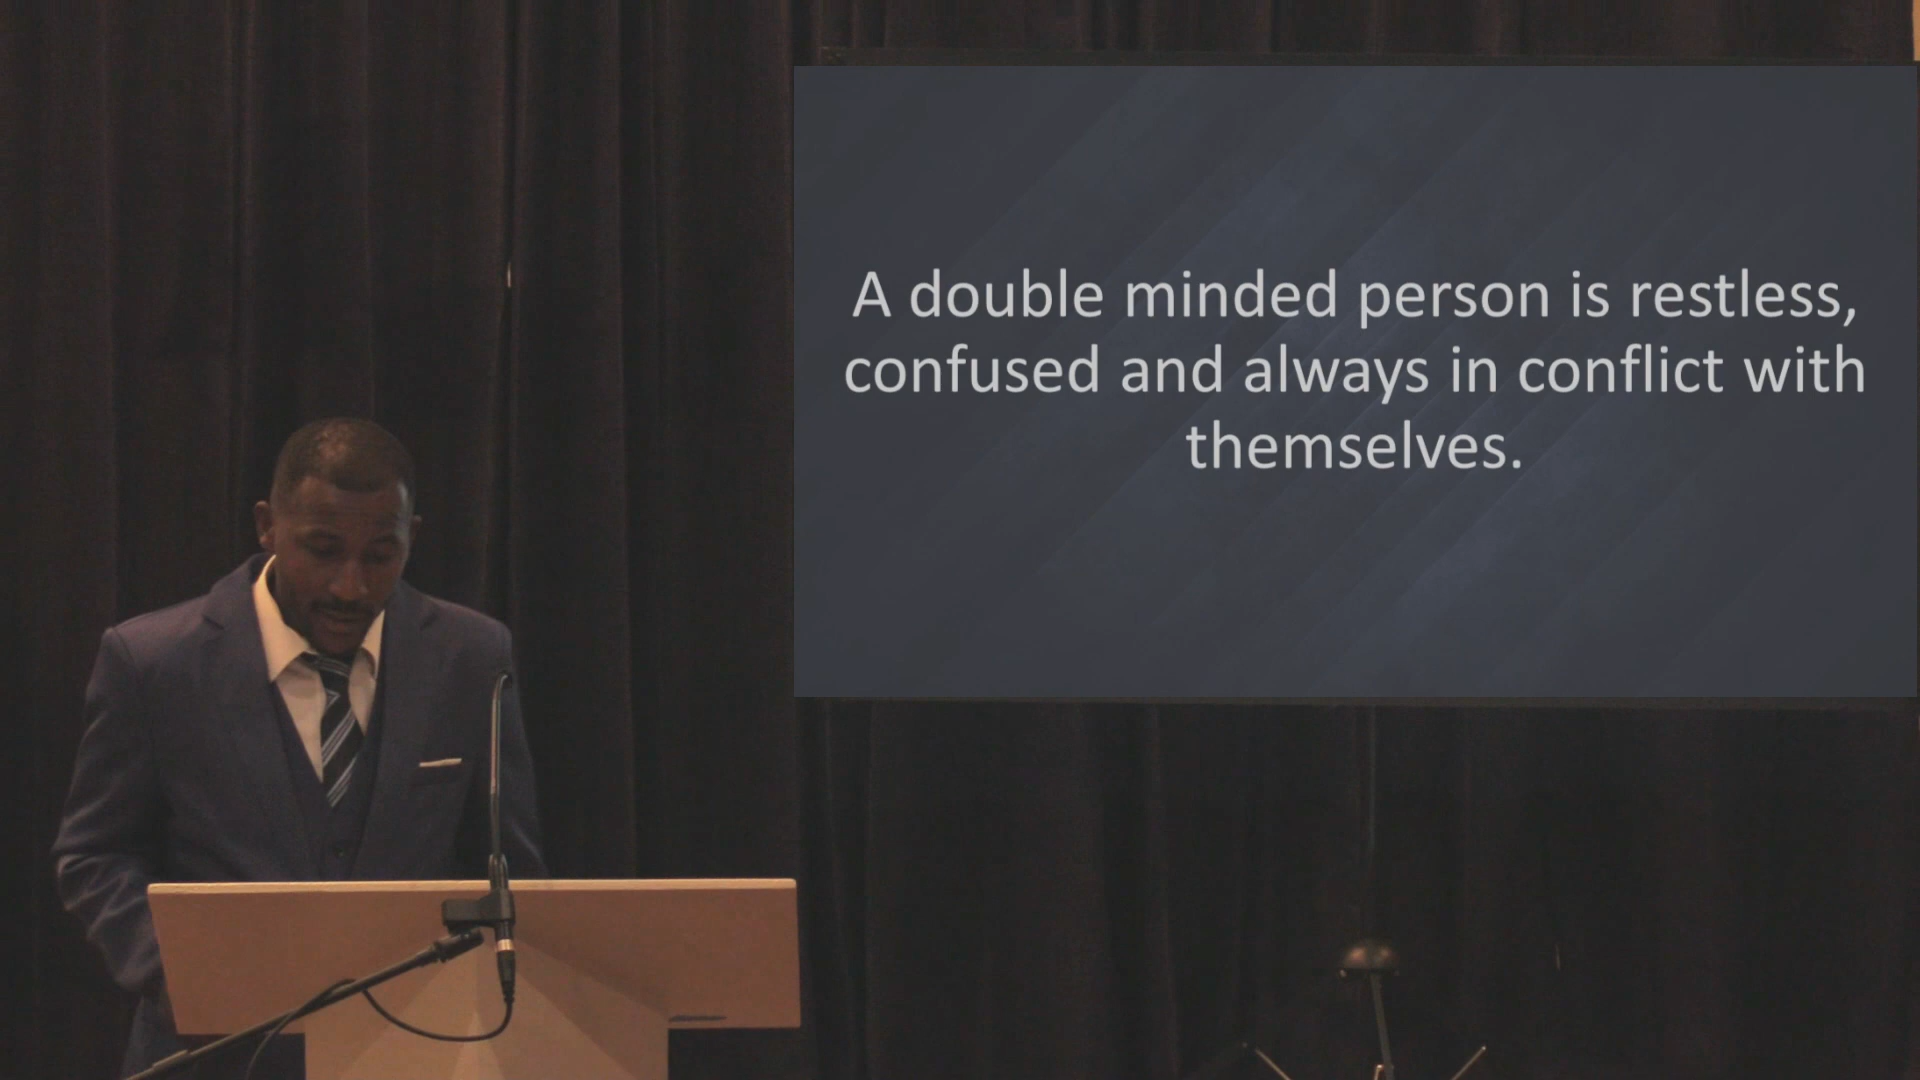 A double minded person is restless,
confused and always in conflict with
themselves.